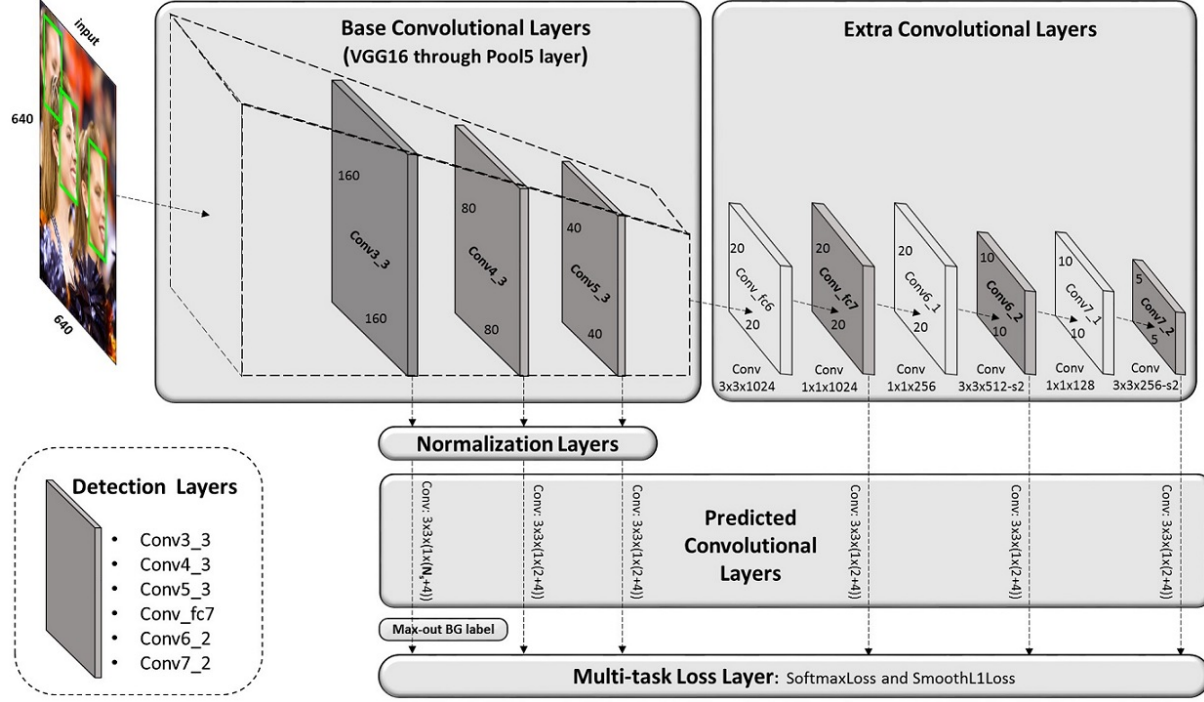 input
640
640
Base Convolutional Layers
(VGG16 through Pool5 layer)
160
Conv3_3
160
80
Conv4_3
80
40
Conv5_3
40
Extra Convolutional Layers
20
Conv_fc6
20
Conv
3x3x1024
20
Conv_fc7
20
Conv
1x1x1024
20
Conv6_1
20
Conv
1x1x256
10
Conv6_2
10
Conv
3x3x512-s2
10
Conv7_1
10
Conv
1x1x128
5
Conv7_2
5
Conv
3x3x256-s2
Normalization Layers
Conv: 3x3x(1x(Ns+4))
Conv: 3x3x(1x(2+4))
Conv: 3x3x(1x(2+4))
Predicted
Convolutional
Layers
Conv: 3x3x(1x(2+4))
Conv: 3x3x(1x(2+4))
Conv: 3x3x(1x(2+4))
Max-out BG label
Multi-task Loss Layer: SoftmaxLoss and SmoothL1Loss
Detection Layers
• Conv3_3
• Conv4_3
• Conv5_3
• Conv_fc7
• Conv6_2
• Conv7_2